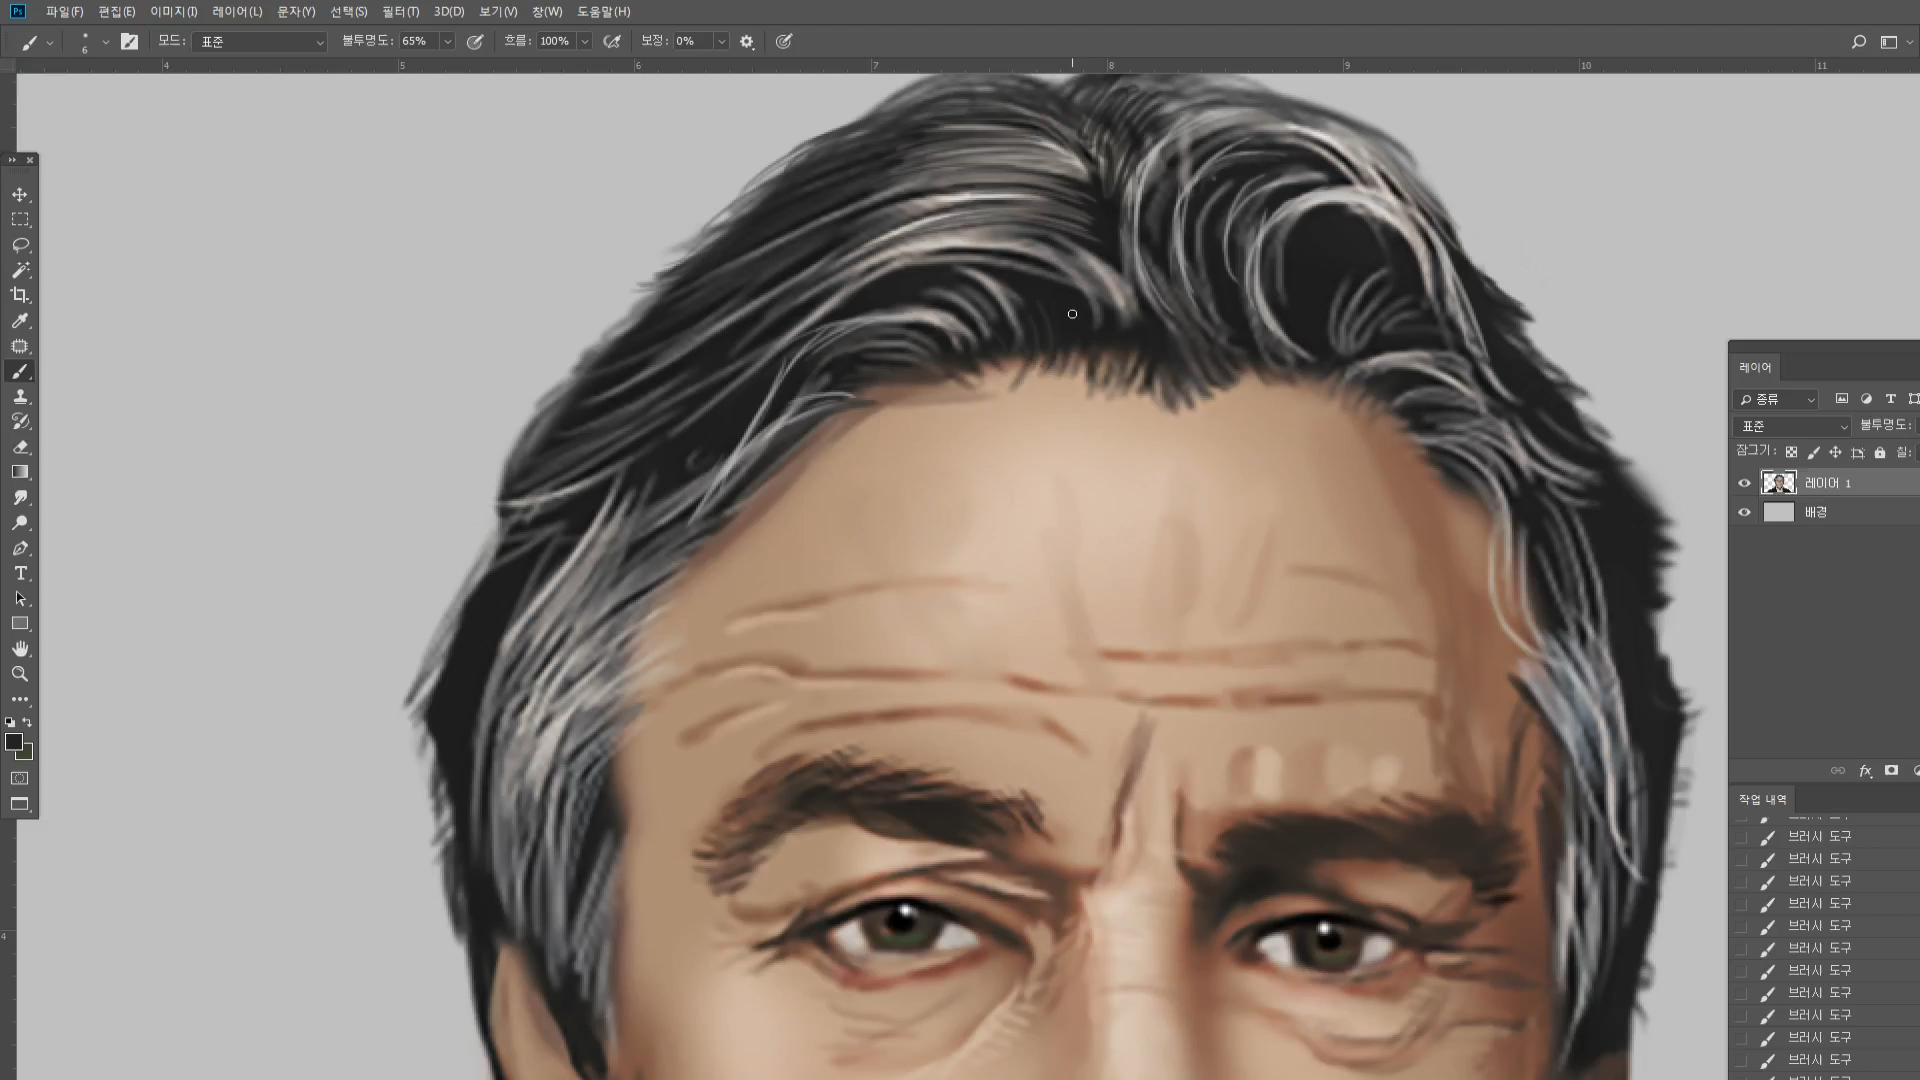 Ps 파일(F) 편집(E) 이미지(I) 레이어(L) 문자(Y) 선택(S) 필터(T) 3D(D) 보기(V) 창(W) 도움말(H)
6 모드: 표준 불투명도: 65% 흐름: 100% 보정: 0%
4 5 6 7 8 9 10 11
레이어
종류
표준 불투명도:
잠그기: 칠:
레이어 1
배경
fx
작업 내역
브러시 도구
브러시 도구
브러시 도구
브러시 도구
브러시 도구
브러시 도구
브러시 도구
브러시 도구
브러시 도구
브러시 도구
브러시 도구
4